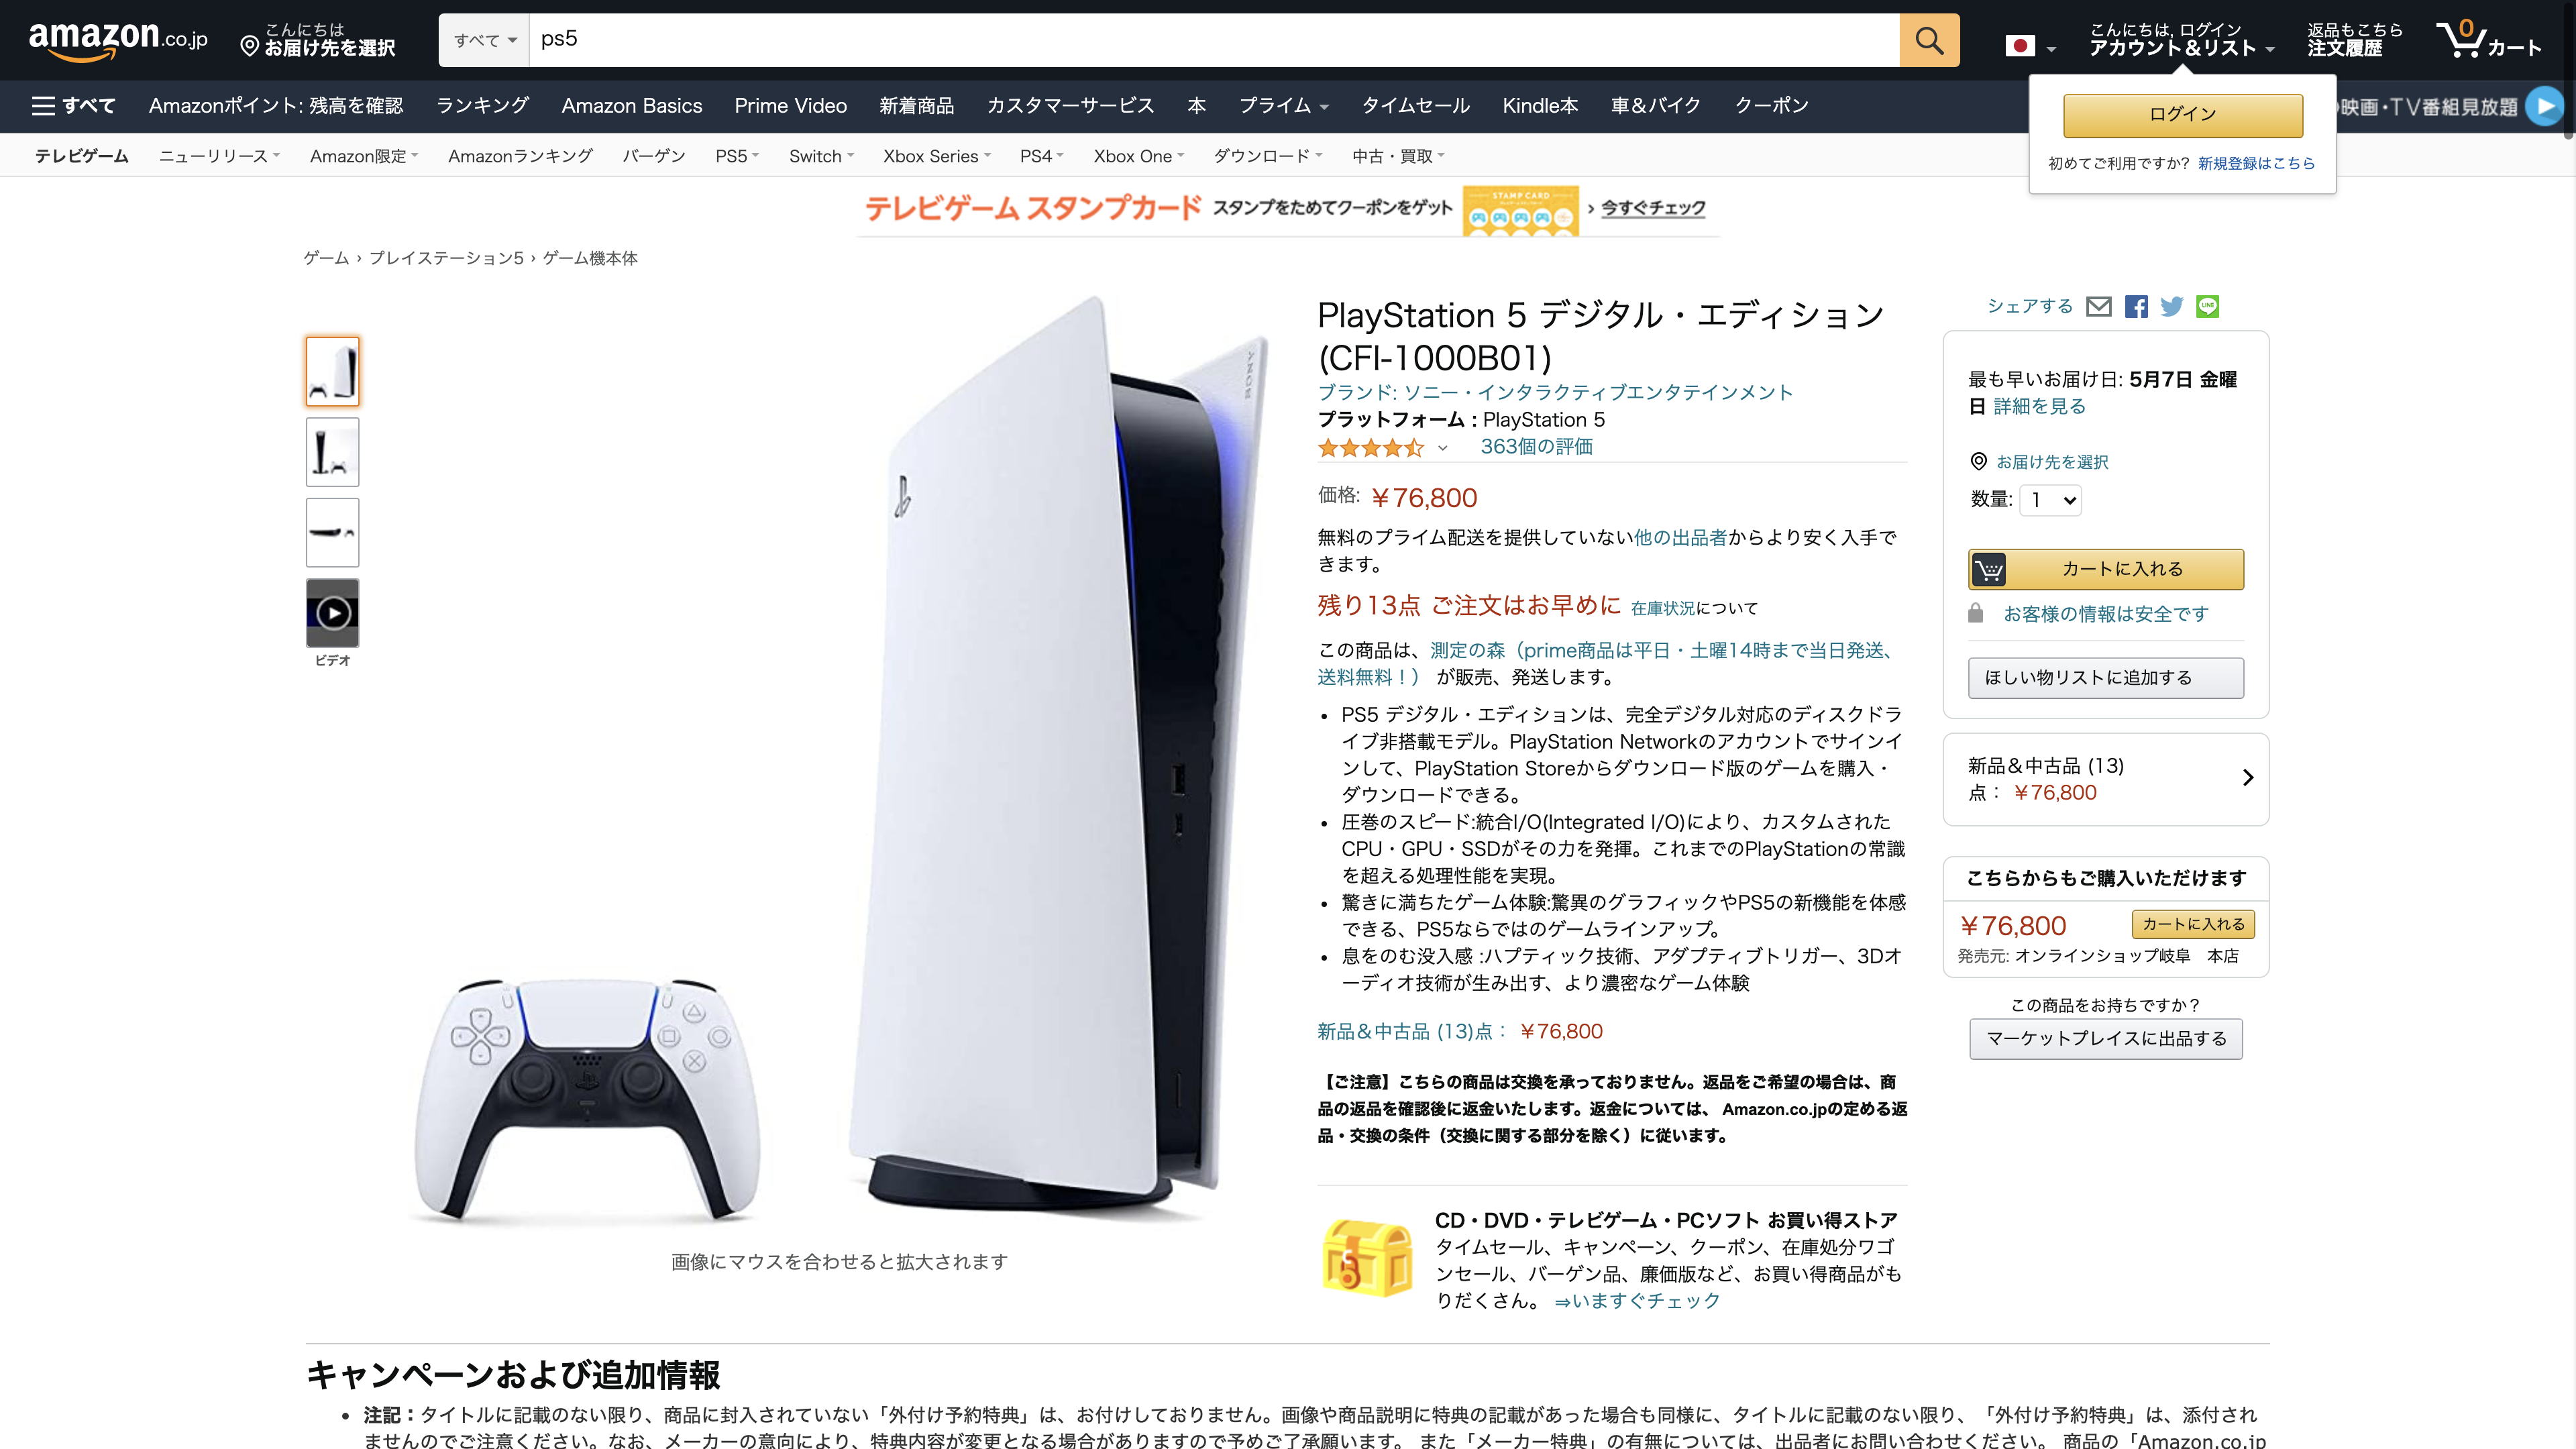 amazon.co.jp
こんにちは
お届け先を選択
すべて
ps5
こんにちは, ログイン
アカウント＆リスト
返品もこちら
注文履歴
0
カート
すべて
Amazonポイント: 残高を確認
ランキング
Amazon Basics
Prime Video
新着商品
カスタマーサービス
本
プライム
タイムセール
Kindle本
車＆バイク
クーポン
映画・TV番組見放題
ログイン
初めてご利用ですか? 新規登録はこちら
テレビゲーム
ニューリリース
Amazon限定
Amazonランキング
バーゲン
PS5
Switch
Xbox Series
PS4
Xbox One
ダウンロード
中古・買取
テレビゲーム スタンプカード スタンプをためてクーポンをゲット
STAMP CARD
› 今すぐチェック
ゲーム › プレイステーション5 › ゲーム機本体
ビデオ
画像にマウスを合わせると拡大されます
PlayStation 5 デジタル・エディション
(CFI-1000B01)
ブランド: ソニー・インタラクティブエンタテインメント
プラットフォーム : PlayStation 5
363個の評価
価格: ￥76,800
無料のプライム配送を提供していない他の出品者からより安く入手で
きます。
残り13点 ご注文はお早めに 在庫状況について
この商品は、測定の森（prime商品は平日・土曜14時まで当日発送、
送料無料！） が販売、発送します。
• PS5 デジタル・エディションは、完全デジタル対応のディスクドラ
イブ非搭載モデル。PlayStation Networkのアカウントでサインイ
ンして、PlayStation Storeからダウンロード版のゲームを購入・
ダウンロードできる。
• 圧巻のスピード:統合I/O(Integrated I/O)により、カスタムされた
CPU・GPU・SSDがその力を発揮。これまでのPlayStationの常識
を超える処理性能を実現。
• 驚きに満ちたゲーム体験:驚異のグラフィックやPS5の新機能を体感
できる、PS5ならではのゲームラインアップ。
• 息をのむ没入感 :ハプティック技術、アダプティブトリガー、3Dオ
ーディオ技術が生み出す、より濃密なゲーム体験
新品＆中古品 (13)点： ￥76,800
【ご注意】こちらの商品は交換を承っておりません。返品をご希望の場合は、商
品の返品を確認後に返金いたします。返金については、 Amazon.co.jpの定める返
品・交換の条件（交換に関する部分を除く）に従います。
CD・DVD・テレビゲーム・PCソフト お買い得ストア
タイムセール、キャンペーン、クーポン、在庫処分ワゴ
ンセール、バーゲン品、廉価版など、お買い得商品がも
りだくさん。 ⇒いますぐチェック
シェアする
LINE
最も早いお届け日: 5月7日 金曜
日 詳細を見る
お届け先を選択
数量: 1
カートに入れる
お客様の情報は安全です
ほしい物リストに追加する
新品＆中古品 (13)
点： ￥76,800
こちらからもご購入いただけます
￥76,800
カートに入れる
発売元: オンラインショップ岐阜 本店
この商品をお持ちですか？
マーケットプレイスに出品する
キャンペーンおよび追加情報
• 注記：タイトルに記載のない限り、商品に封入されていない「外付け予約特典」は、お付けしておりません。画像や商品説明に特典の記載があった場合も同様に、タイトルに記載のない限り、「外付け予約特典」は、添付され
ませんのでご注意ください。なお、メーカーの意向により、特典内容が変更となる場合がありますので予めご了承願います。 また「メーカー特典」の有無については、出品者にお問い合わせください。 商品の「Amazon.co.jp